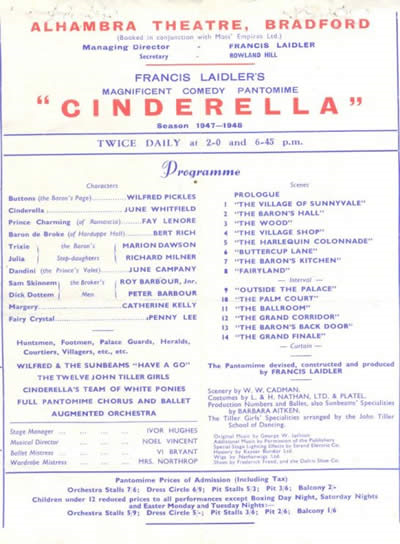 ALHAMBRA THEATRE, BRADFORD
(Booked in conjunction with Moss' Empires Ltd.)
Managing Director - FRANCIS LAIDLER
Secretary - ROWLAND HILL
FRANCIS LAIDLER'S
MAGNIFICENT COMEDY PANTOMIME
"CINDERELLA"
Season 1947—1948
TWICE DAILY at 2-0 and 6-45 p.m.
Programme
Characters
Buttons (the Baron's Page) WILFRED PICKLES
Cinderella JUNE WHITFIELD
Prince Charming (of Romancia) FAY LENORE
Baron de Broke (of Harduppe Hall) BERT RICH
Trixie } the Baron's { MARION DAWSON
Julia } Step-daughters { RICHARD MILNER
Dandini (the Prince's Valet) JUNE CAMPANY
Sam Skinnem } the Broker's { ROY BARBOUR, Jnr.
Dick Dottem } Men { PETER BARBOUR
Margery CATHERINE KELLY
Fairy Crystal PENNY LEE
Huntsmen, Footmen, Palace Guards, Heralds,
Courtiers, Villagers, etc., etc.
WILFRED & THE SUNBEAMS "HAVE A GO"
THE TWELVE JOHN TILLER GIRLS
CINDERELLA'S TEAM OF WHITE PONIES
FULL PANTOMIME CHORUS AND BALLET
AUGMENTED ORCHESTRA
Stage Manager ... IVOR HUGHES
Musical Director ... NOEL VINCENT
Ballet Mistress ... VI BRYANT
Wardrobe Mistress ... MRS. NORTHROP
Scenes
PROLOGUE
1 "THE VILLAGE OF SUNNYVALE"
2 "THE BARON'S HALL"
3 "THE WOOD"
4 "THE VILLAGE SHOP"
5 "THE HARLEQUIN COLONNADE"
6 "BUTTERCUP LANE"
7 "THE BARON'S KITCHEN"
8 "FAIRYLAND"
— Interval —
9 "OUTSIDE THE PALACE"
10 "THE PALM COURT"
11 "THE BALLROOM"
12 "THE GRAND CORRIDOR"
13 "THE BARON'S BACK DOOR"
14 "THE GRAND FINALE"
— Curtain —
The Pantomime devised, constructed and produced
by FRANCIS LAIDLER
Scenery by W. W. CADMAN.
Costumes by L. & H. NATHAN, LTD. & PLATEL.
Production Numbers and Ballet, also Sunbeams' Specialities
by BARBARA AITKEN.
The Tiller Girls' Specialities arranged by the John Tiller
School of Dancing.
Original Music by George W. Jackson
Additional Music by Permission of the Publishers
Special Stage Lighting Effects by Strand Electric Co.
Hosiery by Kayser Bondor Ltd.
Wigs by Nathanwigs Ltd.
Shoes by Frederick Freed, and the Dolcis Shoe Co.
Pantomime Prices of Admission (Including Tax)
Orchestra Stalls 7/6; Dress Circle 6/9; Pit Stalls 5/3; Pit 3/6; Balcony 2/-
Children under 12 reduced prices to all performances except Boxing Day Night, Saturday Nights
and Easter Monday and Tuesday Nights:—
Orchestra Stalls 5/9; Dress Circle 5/-; Pit Stalls 3/6; Pit 2/6; Balcony 1/6